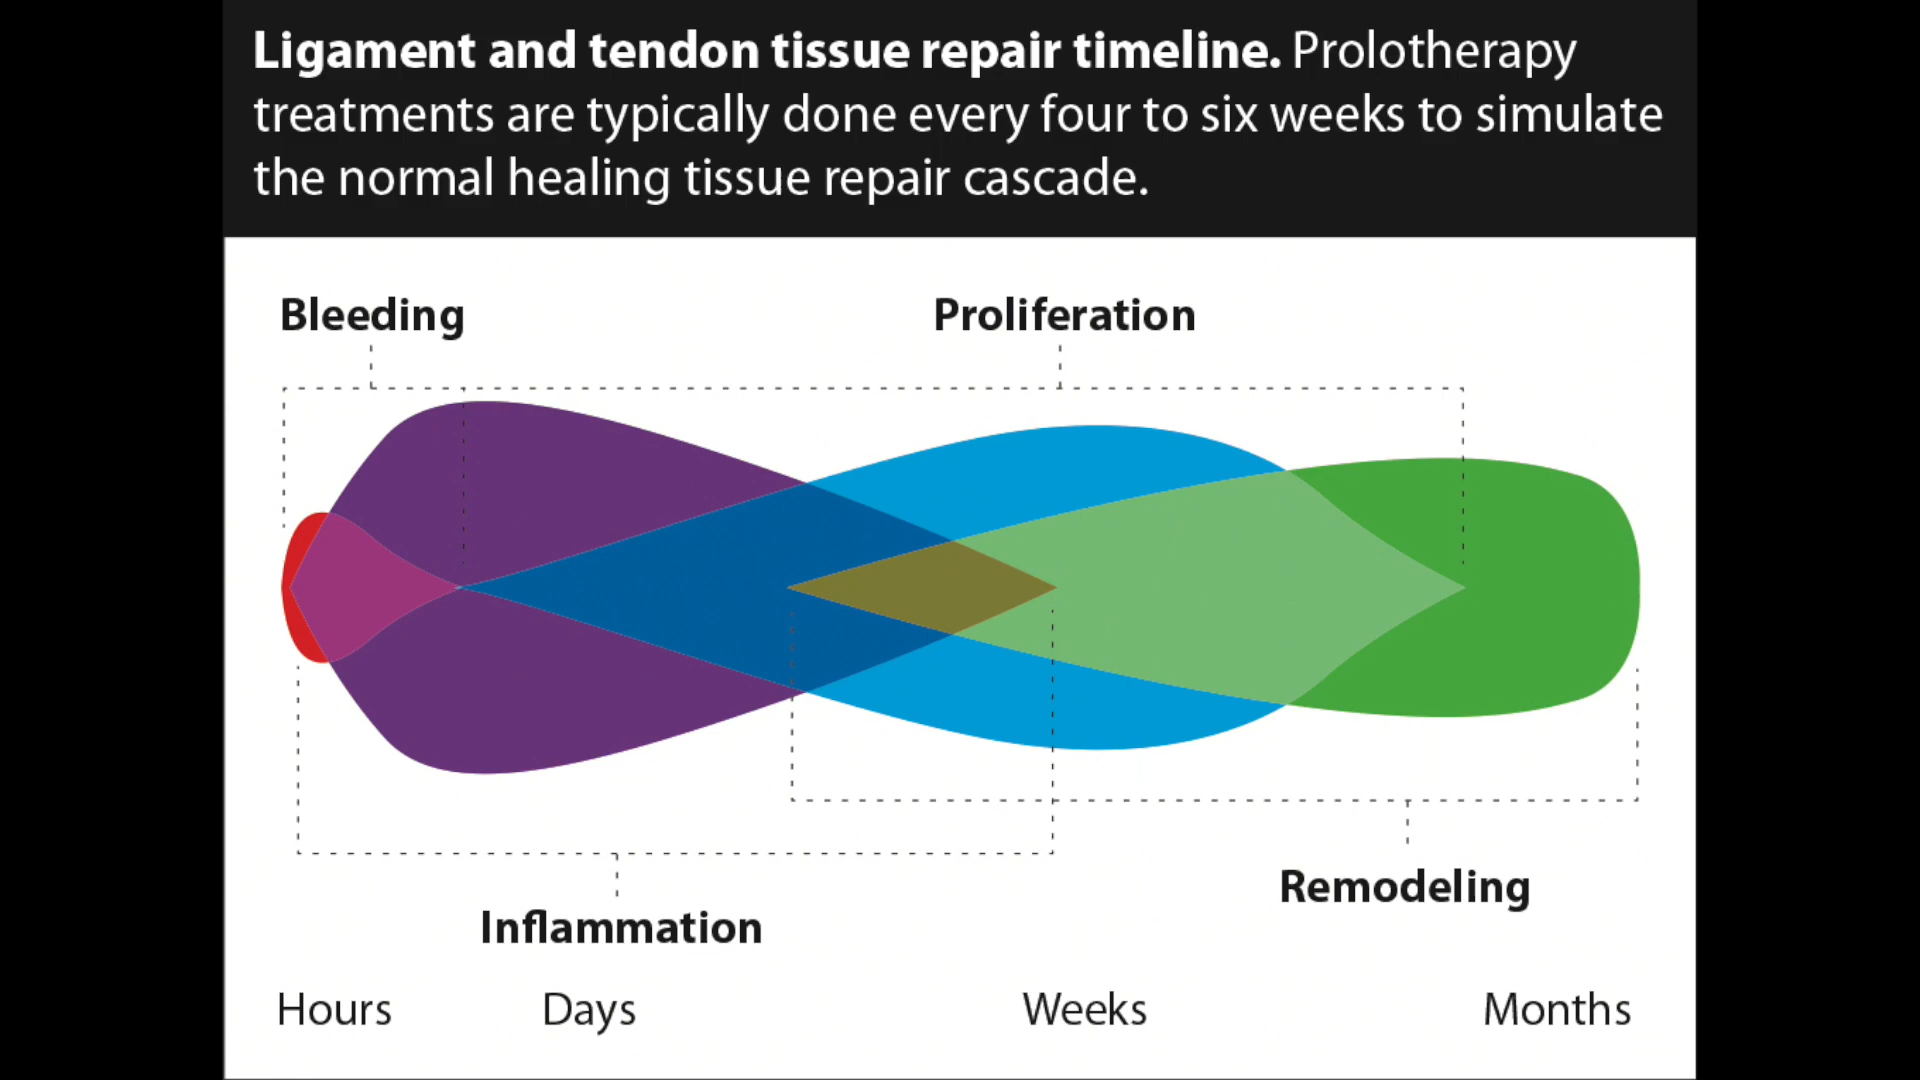 Ligament and tendon tissue repair timeline. Prolotherapy
treatments are typically done every four to six weeks to simulate
the normal healing tissue repair cascade.
Bleeding
Proliferation
Remodeling
Inflammation
Hours
Days
Weeks
Months